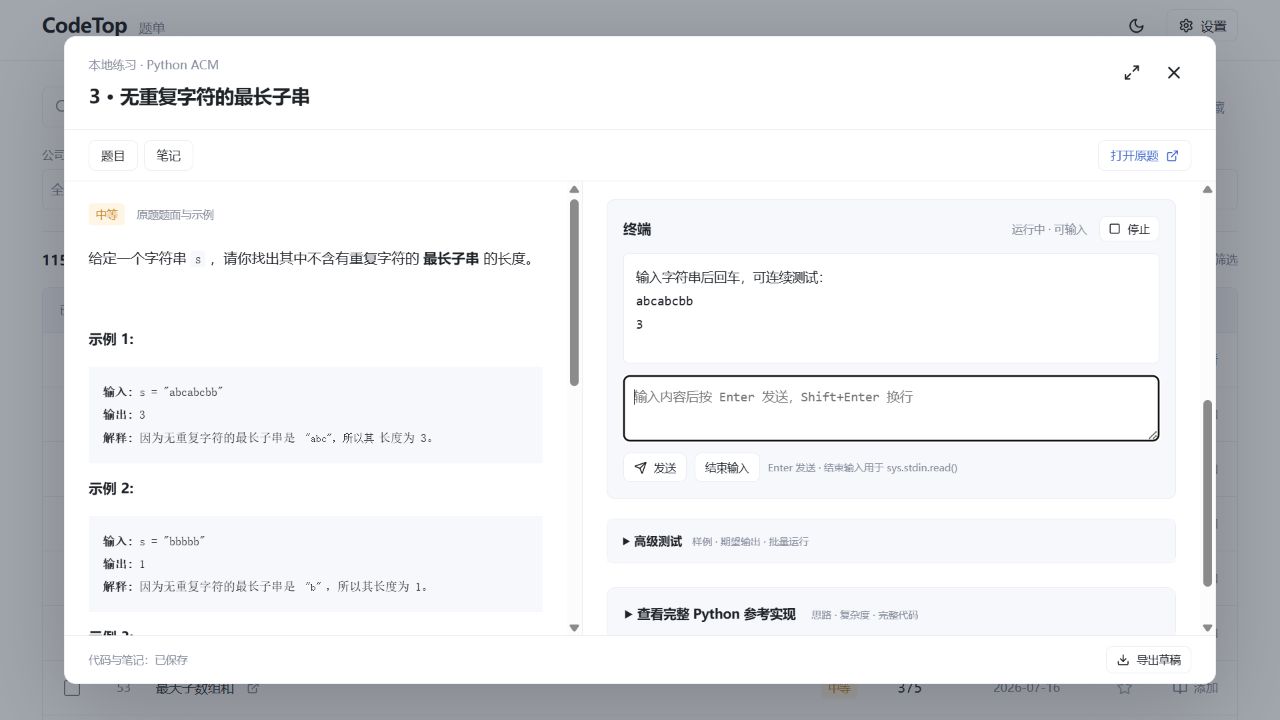 CodeTop 题单
设置
本地练习 · Python ACM
3 · 无重复字符的最长子串
题目
笔记
打开原题
公司
全
115
筛选
中等 原题题面与示例
给定一个字符串 s ，请你找出其中不含有重复字符的 最长子串 的长度。
示例 1:
输入: s = "abcabcbb"
输出: 3
解释: 因为无重复字符的最长子串是 "abc"，所以其 长度为 3。
示例 2:
输入: s = "bbbbb"
输出: 1
解释: 因为无重复字符的最长子串是 "b"，所以其长度为 1。
示例 3:
终端
运行中 · 可输入
停止
输入字符串后回车，可连续测试：
abcabcbb
3
输入内容后按 Enter 发送，Shift+Enter 换行
发送
结束输入
Enter 发送 · 结束输入用于 sys.stdin.read()
高级测试 样例 · 期望输出 · 批量运行
查看完整 Python 参考实现 思路 · 复杂度 · 完整代码
代码与笔记：已保存
导出草稿
53 最大子数组和 中等 375 2026-07-16 添加